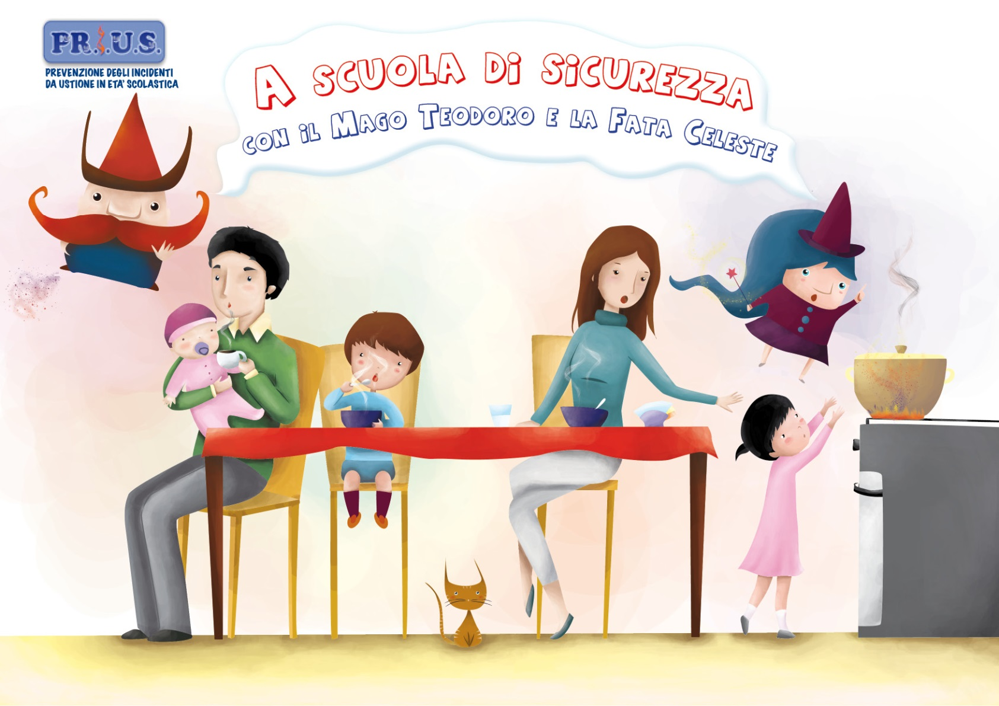 PR.I.U.S.
PREVENZIONE DEGLI INCIDENTI
DA USTIONE IN ETA' SCOLASTICA
A SCUOLA Di SiCUREZZA
CON iL MAGO TEODORO E LA FATA CELESTE